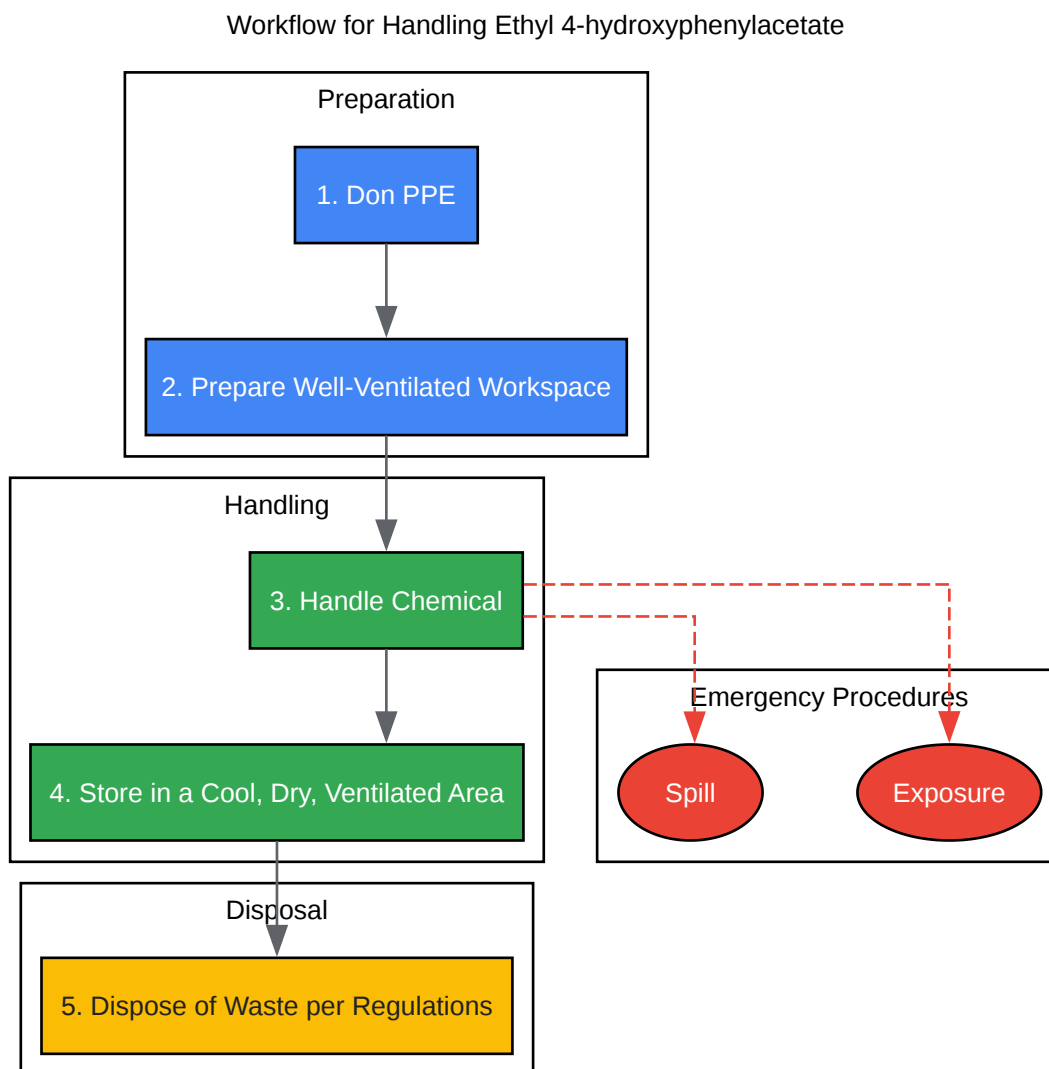 Workflow for Handling Ethyl 4-hydroxyphenylacetate
Preparation
1. Don PPE
2. Prepare Well-Ventilated Workspace
Handling
3. Handle Chemical
4. Store in a Cool, Dry, Ventilated Area
Emergency Procedures
Spill
Exposure
Disposal
5. Dispose of Waste per Regulations